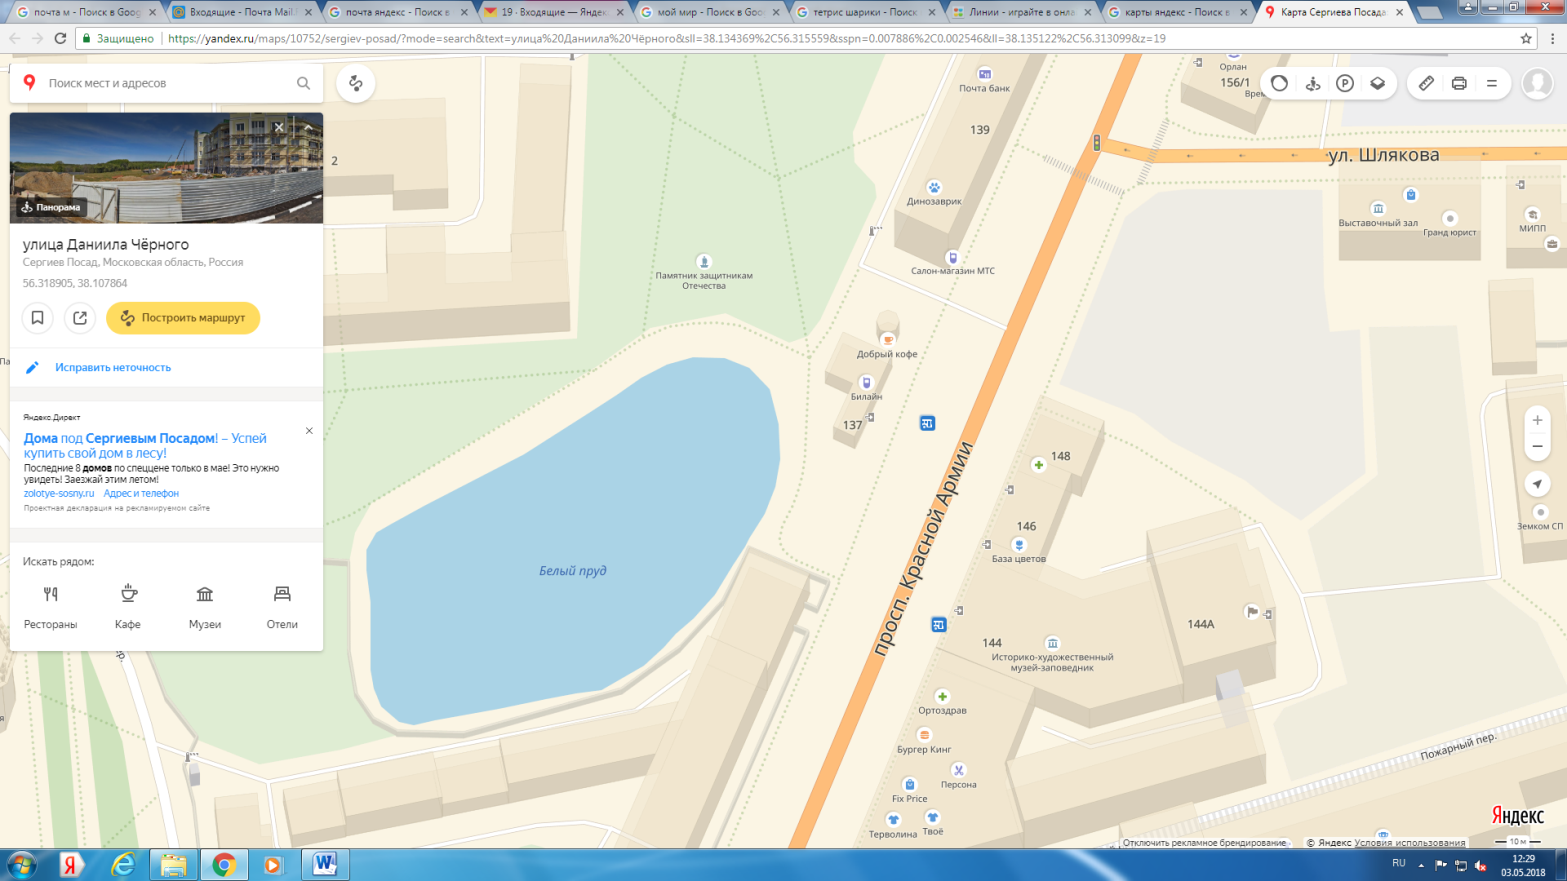 почта м - Поиск в Goog
Входящие - Почта Mail.
почта яндекс - Поиск в
19 · Входящие — Яндек
мой мир - Поиск в Goo
тетрис шарики - Поиск
Линии - играйте в онла
карты яндекс - Поиск в
Карта Сергиева Посада
Защищено
https://yandex.ru/maps/10752/sergiev-posad/?mode=search&text=улица%20Даниила%20Чёрного&sll=38.134369%2C56.315559&sspn=0.007886%2C0.002546&ll=38.135122%2C56.313099&z=19
Поиск мест и адресов
Панорама
улица Даниила Чёрного
Сергиев Посад, Московская область, Россия
56.318905, 38.107864
Построить маршрут
Исправить неточность
Яндекс.Директ
Дома под Сергиевым Посадом! – Успей
купить свой дом в лесу!
Последние 8 домов по спеццене только в мае! Это нужно
увидеть! Заезжай этим летом!
zolotye-sosny.ru Адрес и телефон
Проектная декларация на рекламируемом сайте
Искать рядом:
Рестораны
Кафе
Музеи
Отели
2
Почта банк
139
Орлан
156/1
Врем
P
ул. Шлякова
Динозаврик
Выставочный зал
Гранд юрист
МИПП
Памятник защитникам
Отечества
Салон-магазин МТС
Добрый кофе
Билайн
137
148
просп. Красной Армии
146
База цветов
Земком СП
Белый пруд
144А
144
Историко-художественный
музей-заповедник
Ортоздрав
Бургер Кинг
Персона
Fix Price
Терволина
Твоё
Пожарный пер.
пер.
Яндекс
Отключить рекламное брендирование
© Яндекс Условия использования
10 м
RU
12:29
03.05.2018